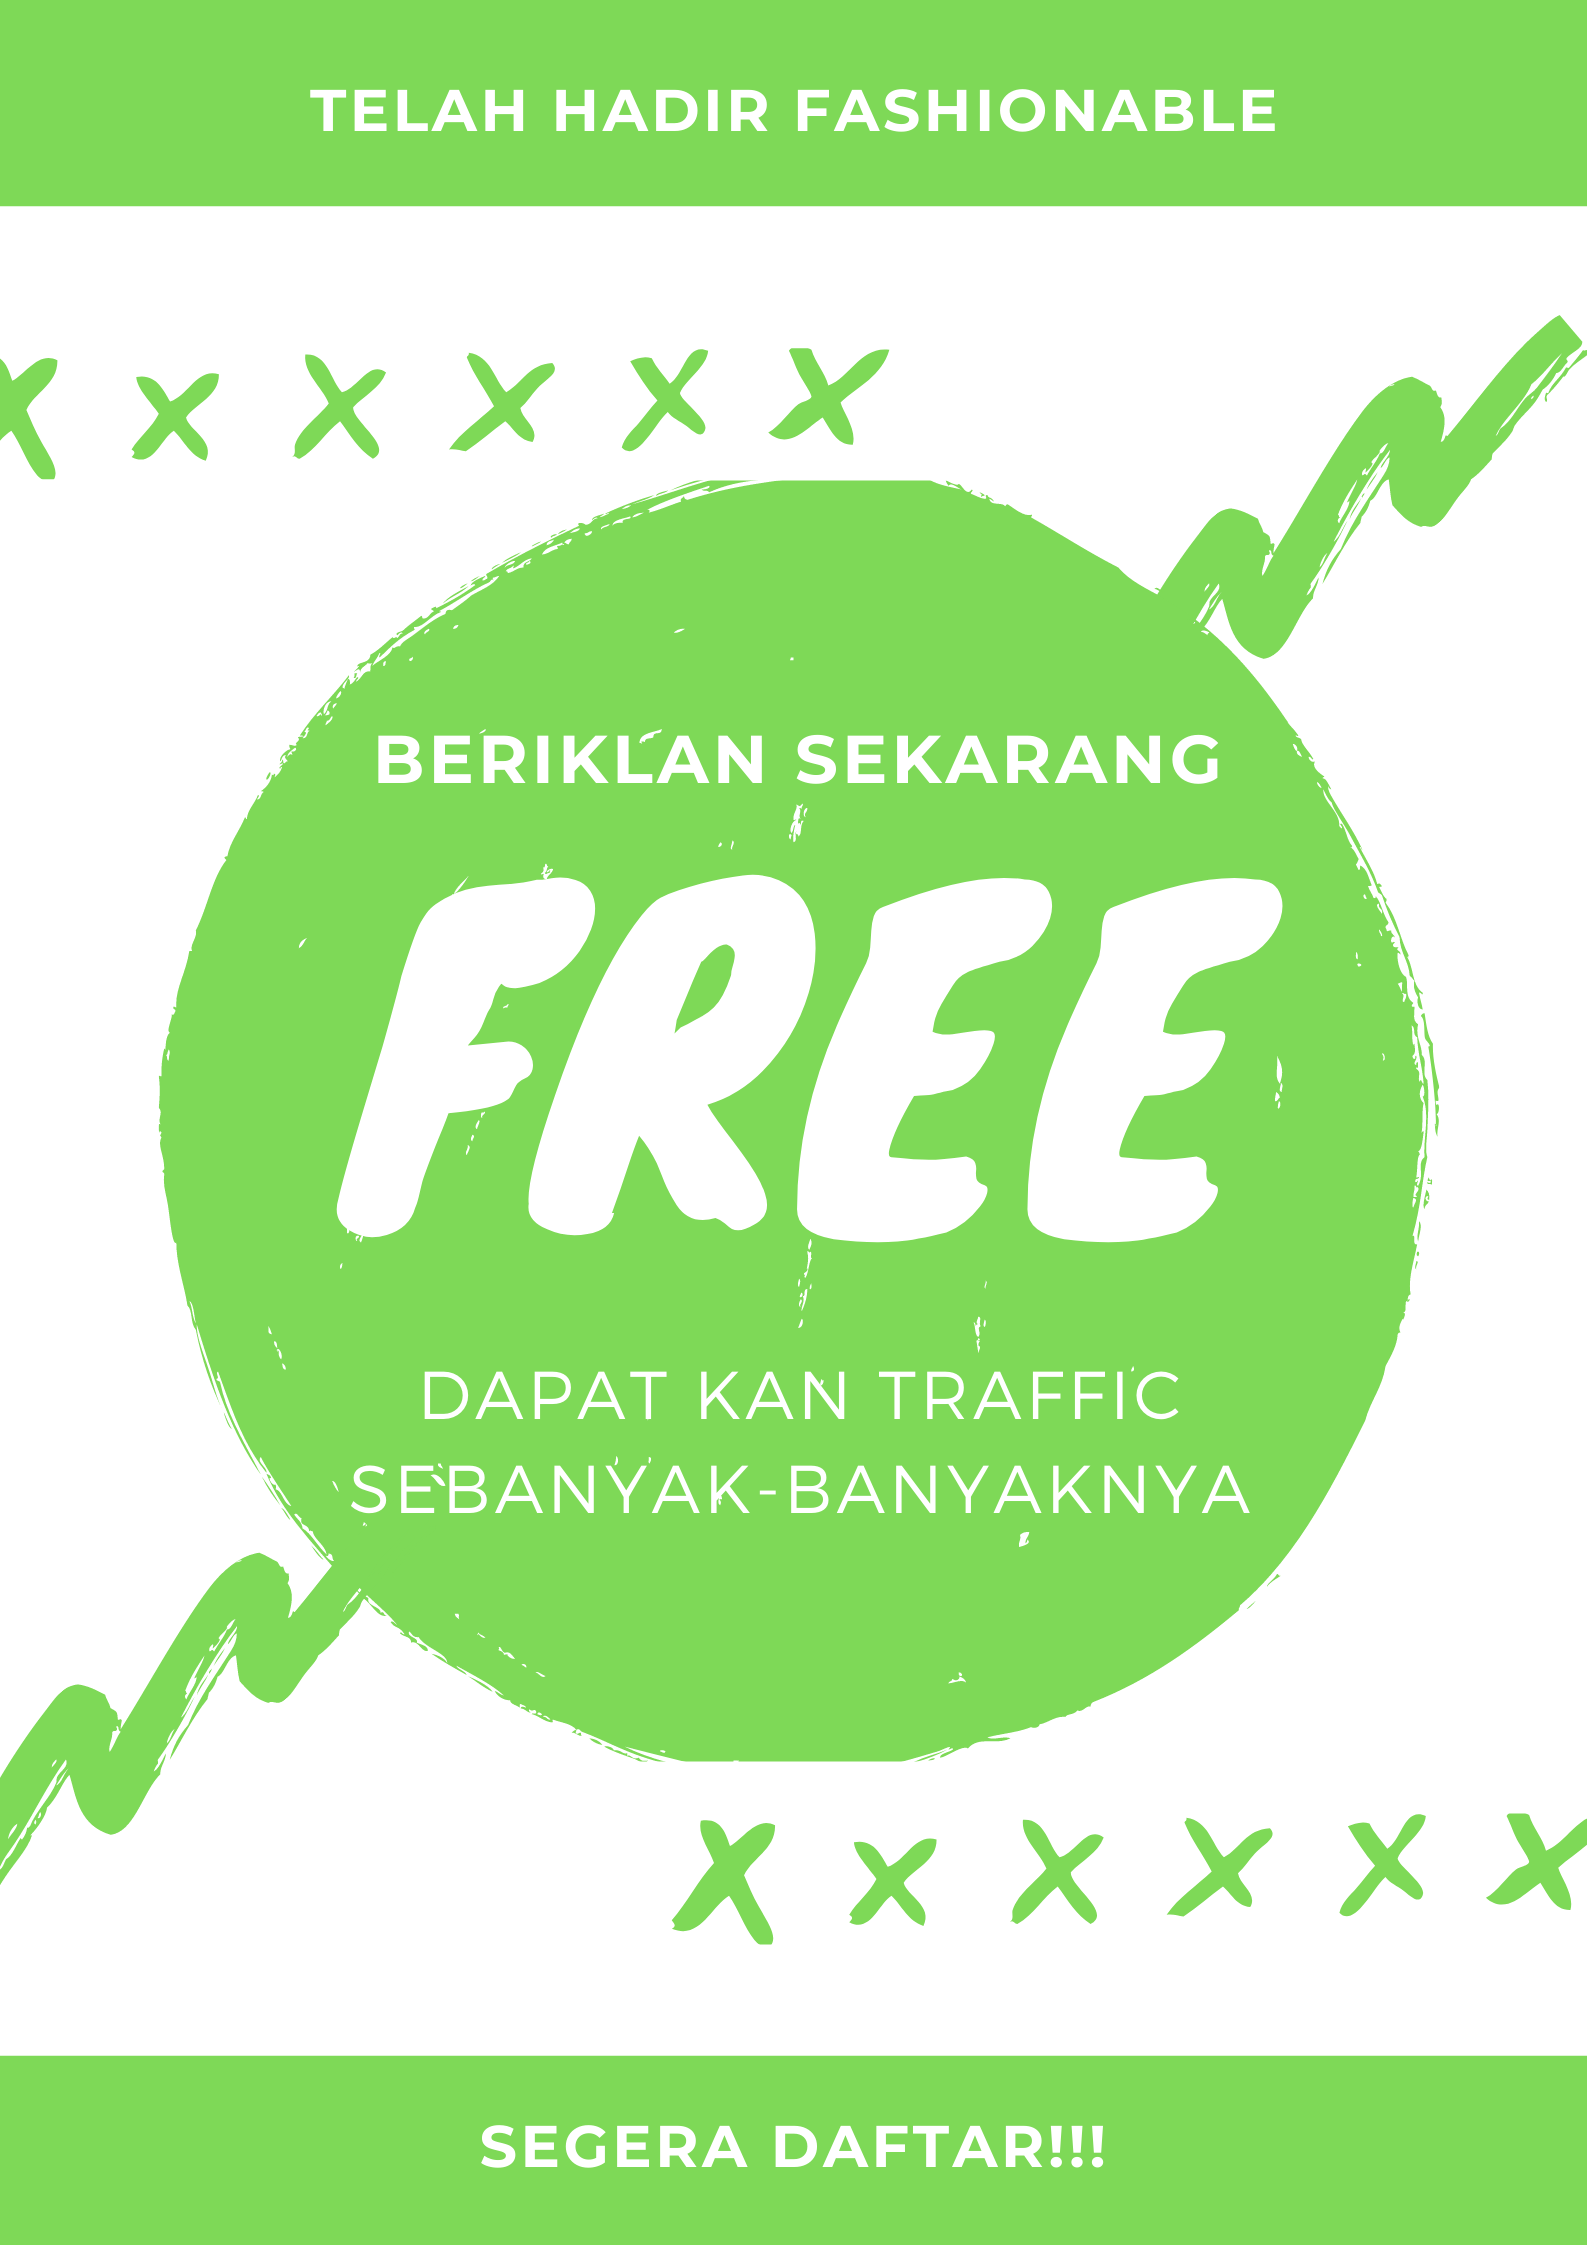 TELAH HADIR FASHIONABLE
BERIKLAN SEKARANG
FREE
DAPAT KAN TRAFFIC
SEBANYAK-BANYAKNYA
SEGERA DAFTAR!!!